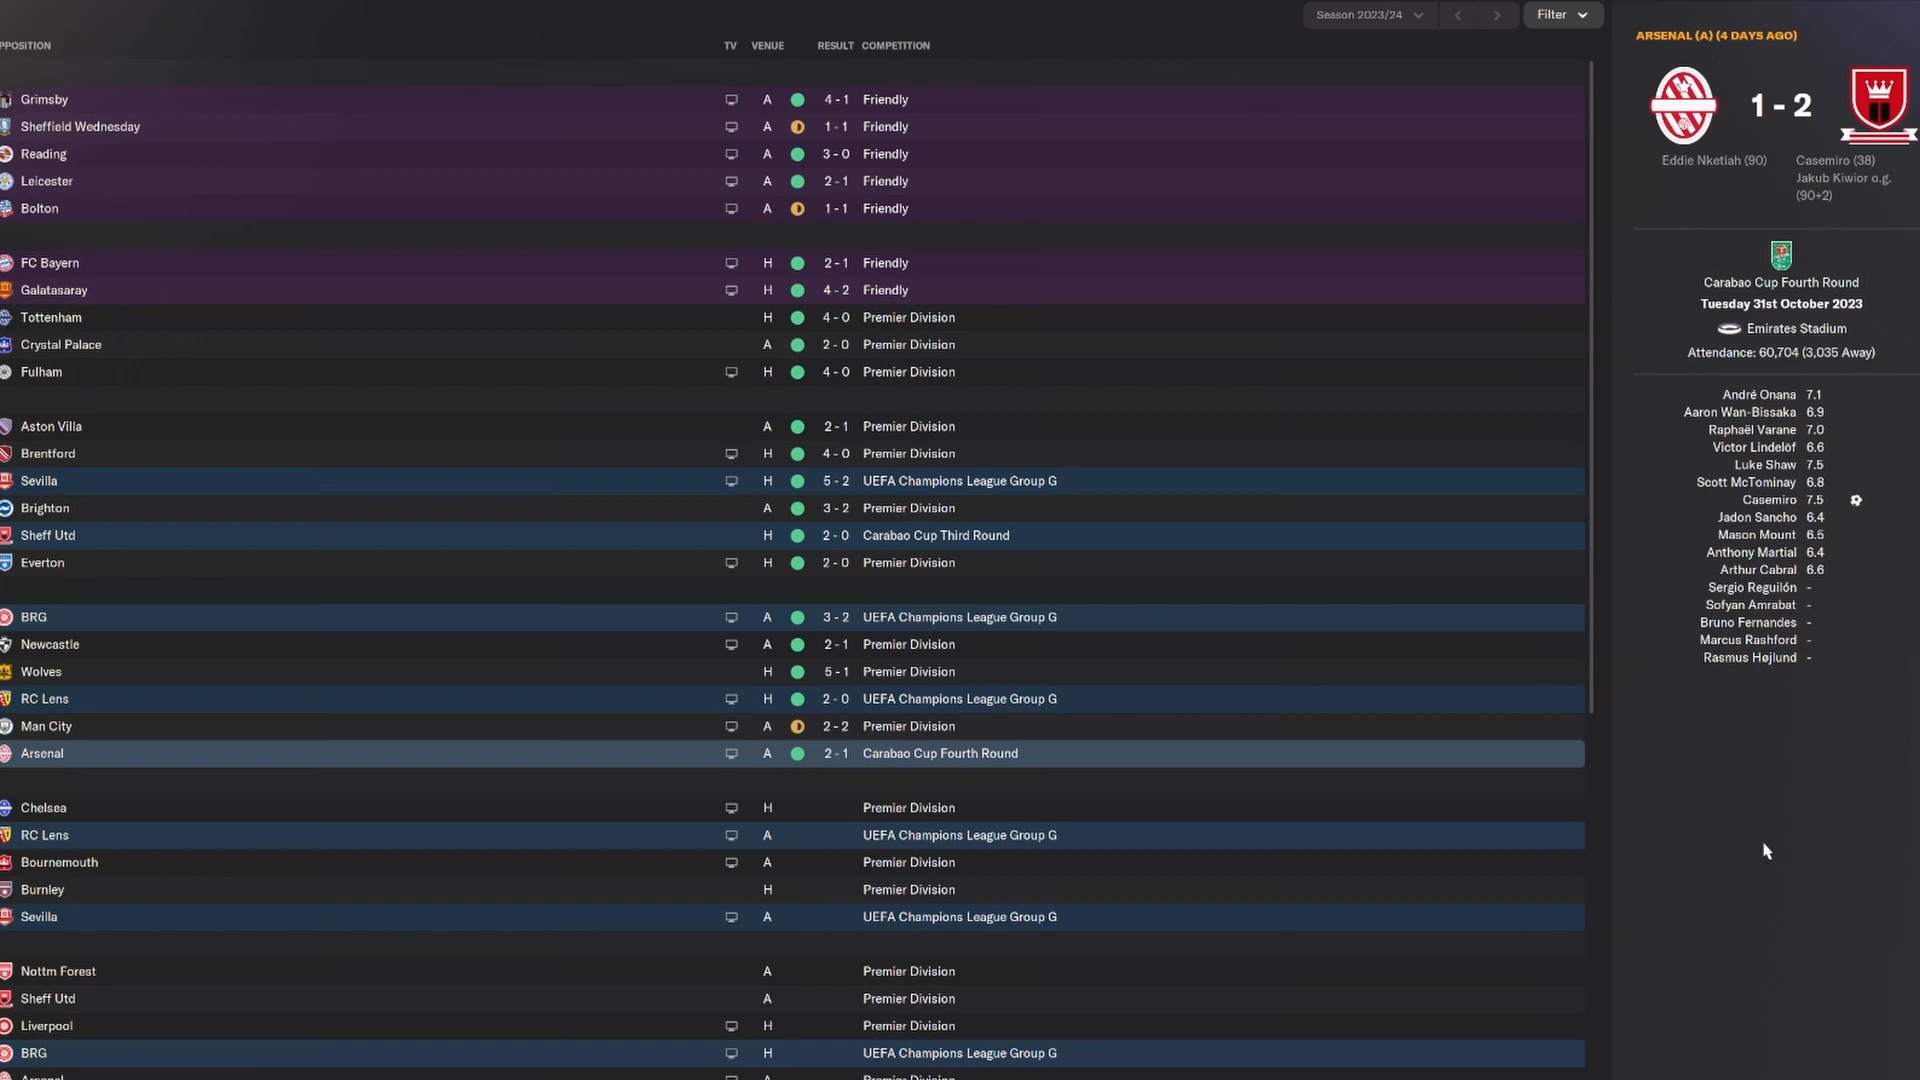 Season 2023/24
Filter
PPOSITION TV VENUE RESULT COMPETITION
Grimsby A 4 - 1 Friendly
Sheffield Wednesday A 1 - 1 Friendly
Reading A 3 - 0 Friendly
Leicester A 2 - 1 Friendly
Bolton A 1 - 1 Friendly
FC Bayern H 2 - 1 Friendly
Galatasaray H 4 - 2 Friendly
Tottenham H 4 - 0 Premier Division
Crystal Palace A 2 - 0 Premier Division
Fulham H 4 - 0 Premier Division
Aston Villa A 2 - 1 Premier Division
Brentford H 4 - 0 Premier Division
Sevilla H 5 - 2 UEFA Champions League Group G
Brighton A 3 - 2 Premier Division
Sheff Utd H 2 - 0 Carabao Cup Third Round
Everton H 2 - 0 Premier Division
BRG A 3 - 2 UEFA Champions League Group G
Newcastle A 2 - 1 Premier Division
Wolves H 5 - 1 Premier Division
RC Lens H 2 - 0 UEFA Champions League Group G
Man City A 2 - 2 Premier Division
Arsenal A 2 - 1 Carabao Cup Fourth Round
Chelsea H Premier Division
RC Lens A UEFA Champions League Group G
Bournemouth A Premier Division
Burnley H Premier Division
Sevilla A UEFA Champions League Group G
Nottm Forest A Premier Division
Sheff Utd A Premier Division
Liverpool H Premier Division
BRG H UEFA Champions League Group G
Arsenal A Premier Division
ARSENAL (A) (4 DAYS AGO)
1 - 2
Eddie Nketiah (90)
Casemiro (38)
Jakub Kiwior o.g.
(90+2)
Carabao Cup Fourth Round
Tuesday 31st October 2023
Emirates Stadium
Attendance: 60,704 (3,035 Away)
André Onana 7.1
Aaron Wan-Bissaka 6.9
Raphaël Varane 7.0
Victor Lindelöf 6.6
Luke Shaw 7.5
Scott McTominay 6.8
Casemiro 7.5
Jadon Sancho 6.4
Mason Mount 6.5
Anthony Martial 6.4
Arthur Cabral 6.6
Sergio Reguilón -
Sofyan Amrabat -
Bruno Fernandes -
Marcus Rashford -
Rasmus Højlund -